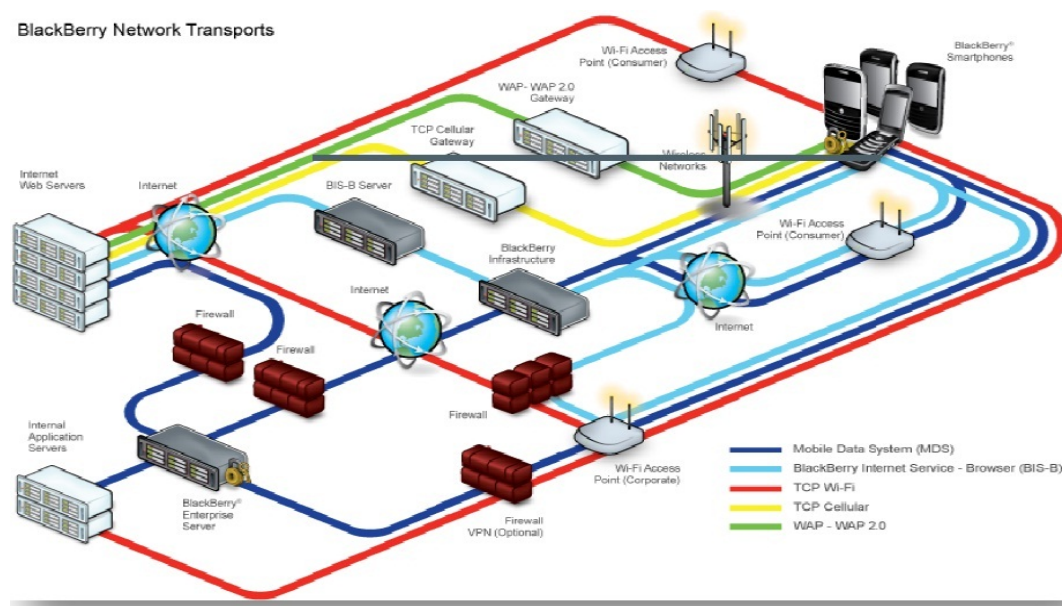 BlackBerry Network Transports
Wi-Fi Access
Point (Consumer)
BlackBerry®
Smartphones
WAP- WAP 2.0
Gateway
TCP Cellular
Gateway
Wireless
Networks
Internet
Web Servers
Internet
BIS-B Server
Wi-Fi Access
Point (Consumer)
BlackBerry
Infrastructure
Internet
Internet
Firewall
Firewall
Firewall
Internal
Application
Servers
BlackBerry®
Enterprise
Server
Wi-Fi Access
Point (Corporate)
Firewall
VPN (Optional)
Mobile Data System (MDS)
BlackBerry Internet Service - Browser (BIS-B)
TCP Wi-Fi
TCP Cellular
WAP - WAP 2.0